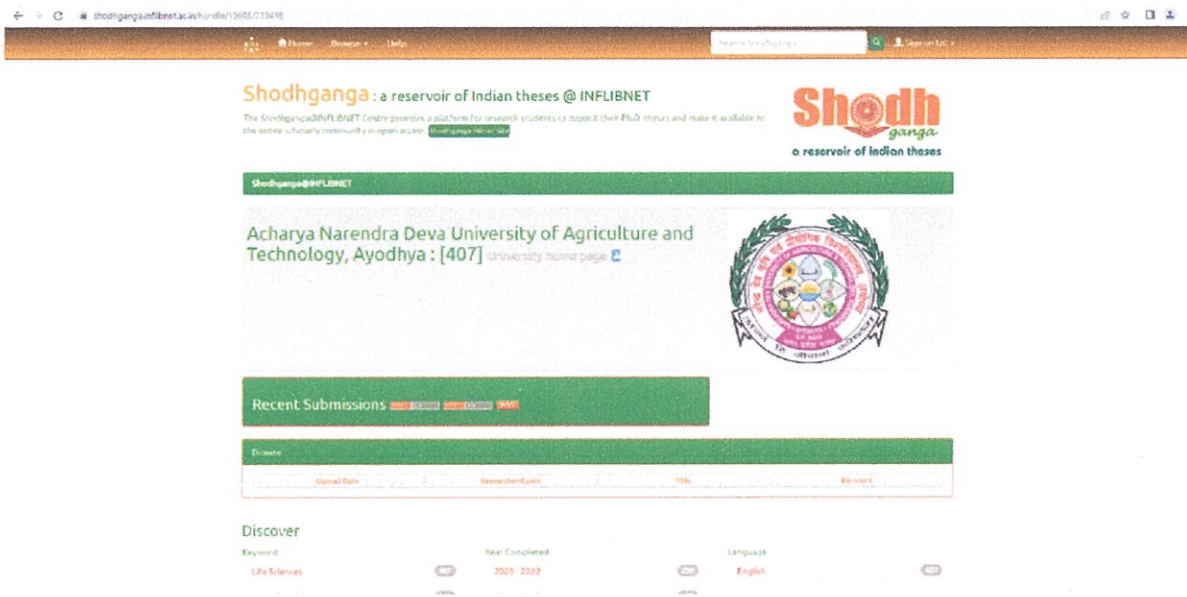 shodhganga.inflibnet.ac.in/handle/10603/253498
Home Browse Help
Search Shodhganga
Sign on to:
Shodhganga : a reservoir of Indian theses @ INFLIBNET
The Shodhganga@INFLIBNET Centre provides a platform for research students to deposit their Ph.D. theses and make it available to
the entire scholarly community in open access.
Shodh
ganga
a reservoir of Indian theses
Shodhganga@INFLIBNET
Acharya Narendra Deva University of Agriculture and
Technology, Ayodhya : [407] University home page
Recent Submissions
Browse
Upload Date Researcher/Guide Title Keyword
Discover
Keyword Year Completed Language
Life Sciences 2020 - 2022 English